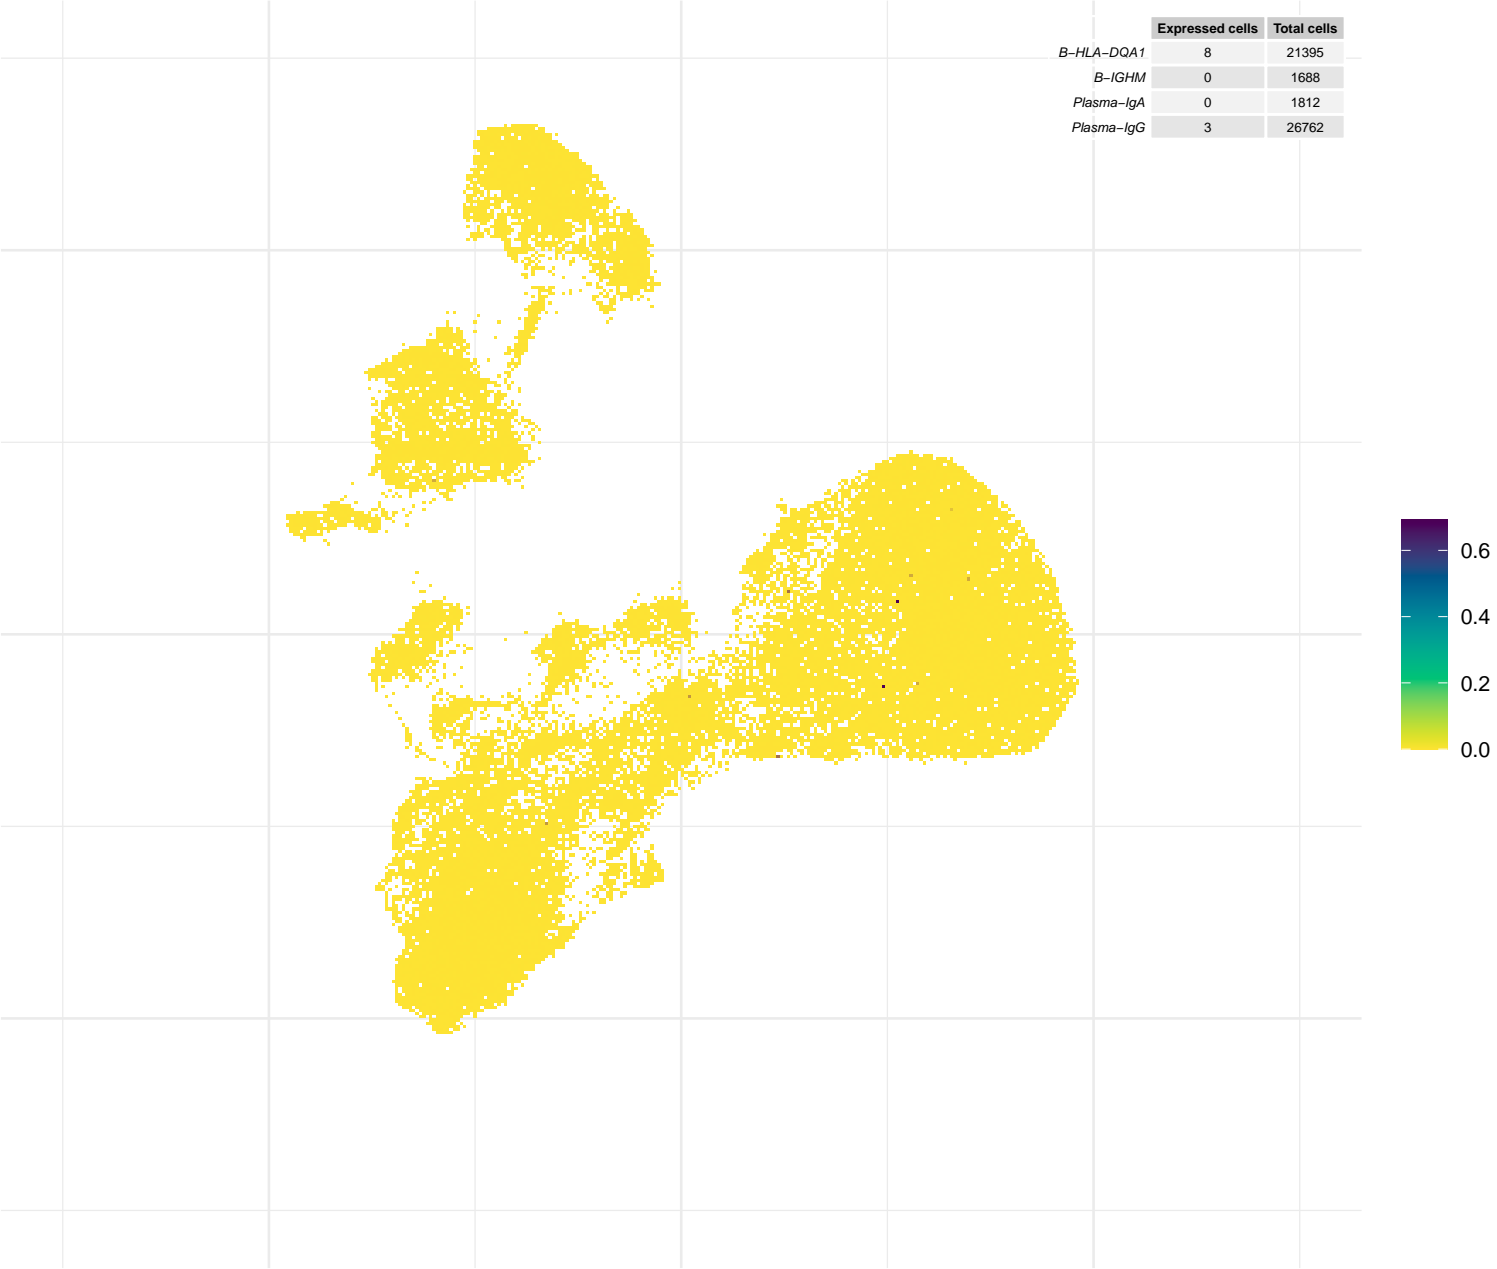 Expressed cells Total cells
B−HLA−DQA1 8 21395
B−IGHM 0 1688
Plasma−IgA 0 1812
Plasma−IgG 3 26762
0.6
0.4
0.2
0.0